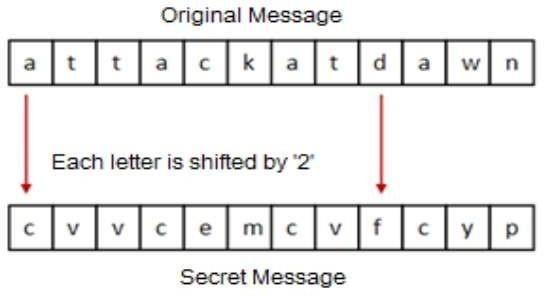 Original Message
a t t a c k a t d a w n
Each letter is shifted by '2'
c v v c e m c v f c y p
Secret Message